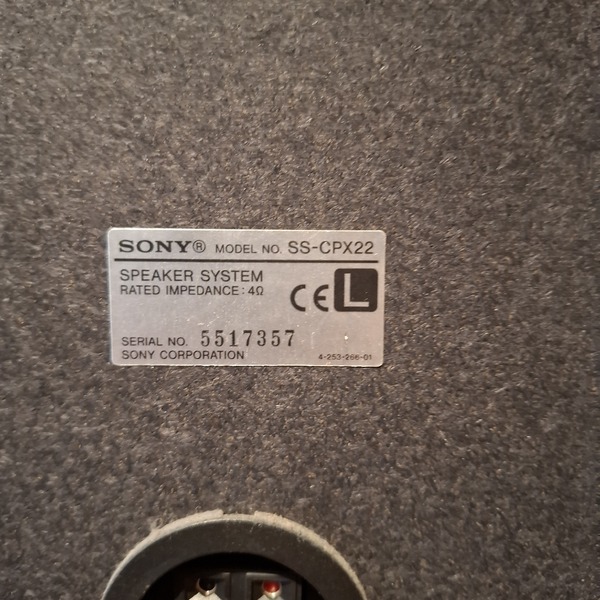 SONY® MODEL NO. SS-CPX22
SPEAKER SYSTEM
RATED IMPEDANCE: 4Ω
CE L
SERIAL NO. 5517357
SONY CORPORATION 4-253-266-01